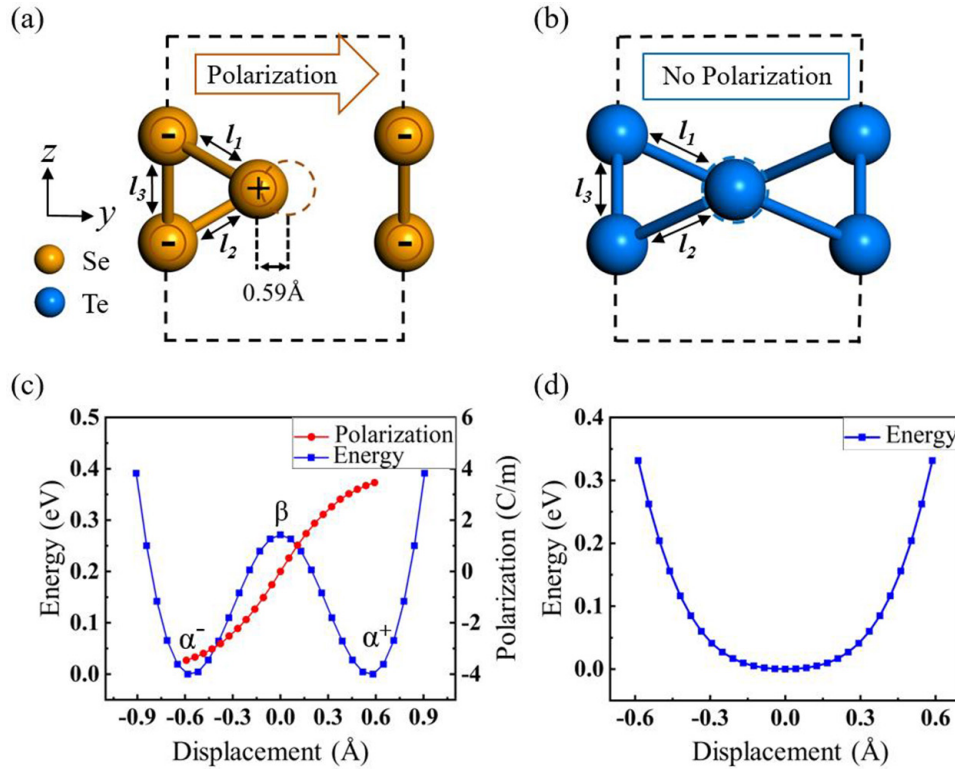 (a)
Polarization
-
-
l1
+
l3
z
y
-
-
l2
0.59Å
Se
Te
(b)
No Polarization
l1
l3
l2
(c)
Polarization
Energy
β
α-
α+
Energy (eV)
0.5
0.4
0.3
0.2
0.1
0.0
Polarization (C/m)
6
4
2
0
-2
-4
-0.9 -0.6 -0.3 0.0 0.3 0.6 0.9
Displacement (Å)
(d)
Energy
Energy (eV)
0.4
0.3
0.2
0.1
0.0
-0.6 -0.3 0.0 0.3 0.6
Displacement (Å)